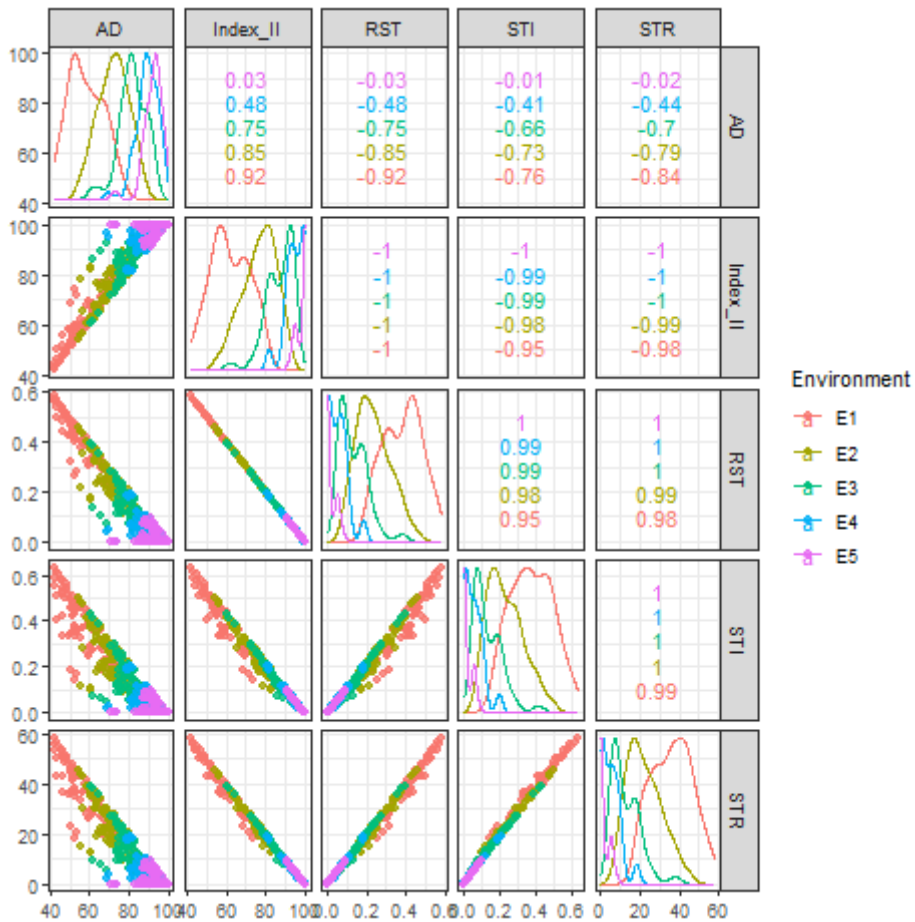 AD Index_II RST STI STR
100
80
60
40
0.03 -0.03 -0.01 -0.02
0.48 -0.48 -0.41 -0.44
0.75 -0.75 -0.66 -0.7
0.85 -0.85 -0.73 -0.79
0.92 -0.92 -0.76 -0.84
AD
100
80
60
40
-1 -1 -1
-1 -0.99 -1
-1 -0.99 -1
-1 -0.98 -0.99
-1 -0.95 -0.98
Index_II
0.6
0.4
0.2
0.0
1 1
0.99 1
0.99 1
0.98 0.99
0.95 0.98
RST
Environment
E1
E2
E3
E4
E5
0.6
0.4
0.2
0.0
1
1
1
1
0.99
STI
60
40
20
0
STR
40 60 80 100 40 60 80 100 0.0 0.2 0.4 0.6 0.0 0.2 0.4 0.6 0 20 40 60